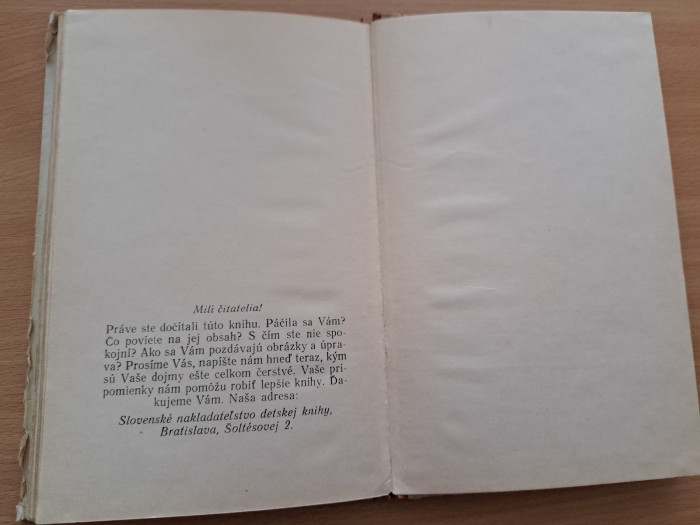 Milí čitatelia!
Práve ste dočítali túto knihu. Páčila sa Vám?
Čo poviete na jej obsah? S čím ste nie spo-
kojní? Ako sa Vám pozdávajú obrázky a úpra-
va? Prosíme Vás, napíšte nám hneď teraz, kým
sú Vaše dojmy ešte celkom čerstvé. Vaše pri-
pomienky nám pomôžu robiť lepšie knihy. Ďa-
kujeme Vám. Naša adresa:
Slovenské nakladateľstvo detskej knihy,
Bratislava, Soltésovej 2.